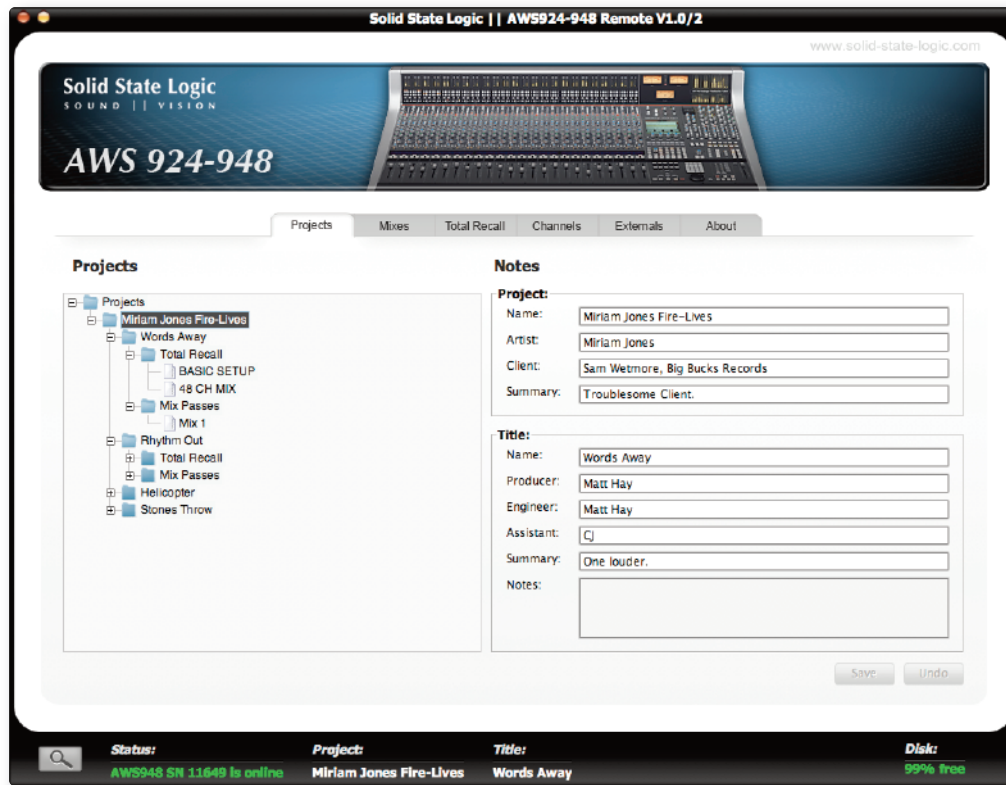 Solid State Logic || AWS924-948 Remote V1.0/2
www.solid-state-logic.com
Solid State Logic
SOUND || VISION
AWS 924-948
Projects Mixes Total Recall Channels Externals About
Projects
Projects
Miriam Jones Fire-Lives
Words Away
Total Recall
BASIC SETUP
48 CH MIX
Mix Passes
Mix 1
Rhythm Out
Total Recall
Mix Passes
Helicopter
Stones Throw
Notes
Project:
Name: Miriam Jones Fire-Lives
Artist: Miriam Jones
Client: Sam Wetmore, Big Bucks Records
Summary: Troublesome Client.
Title:
Name: Words Away
Producer: Matt Hay
Engineer: Matt Hay
Assistant: CJ
Summary: One louder.
Notes:
Save Undo
Status: Project: Title: Disk:
AWS948 SN 11649 is online Miriam Jones Fire-Lives Words Away 99% free